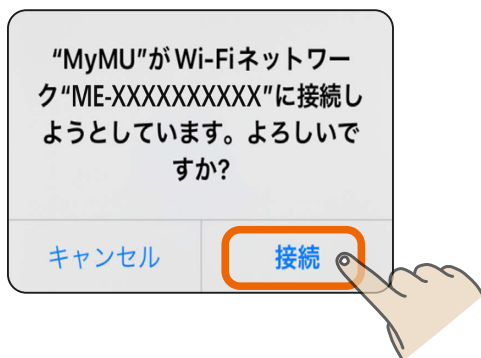 “MyMU”が Wi-Fiネットワー
ク“ME-XXXXXXXXXX”に接続し
ようとしています。よろしいで
すか?
キャンセル
接続